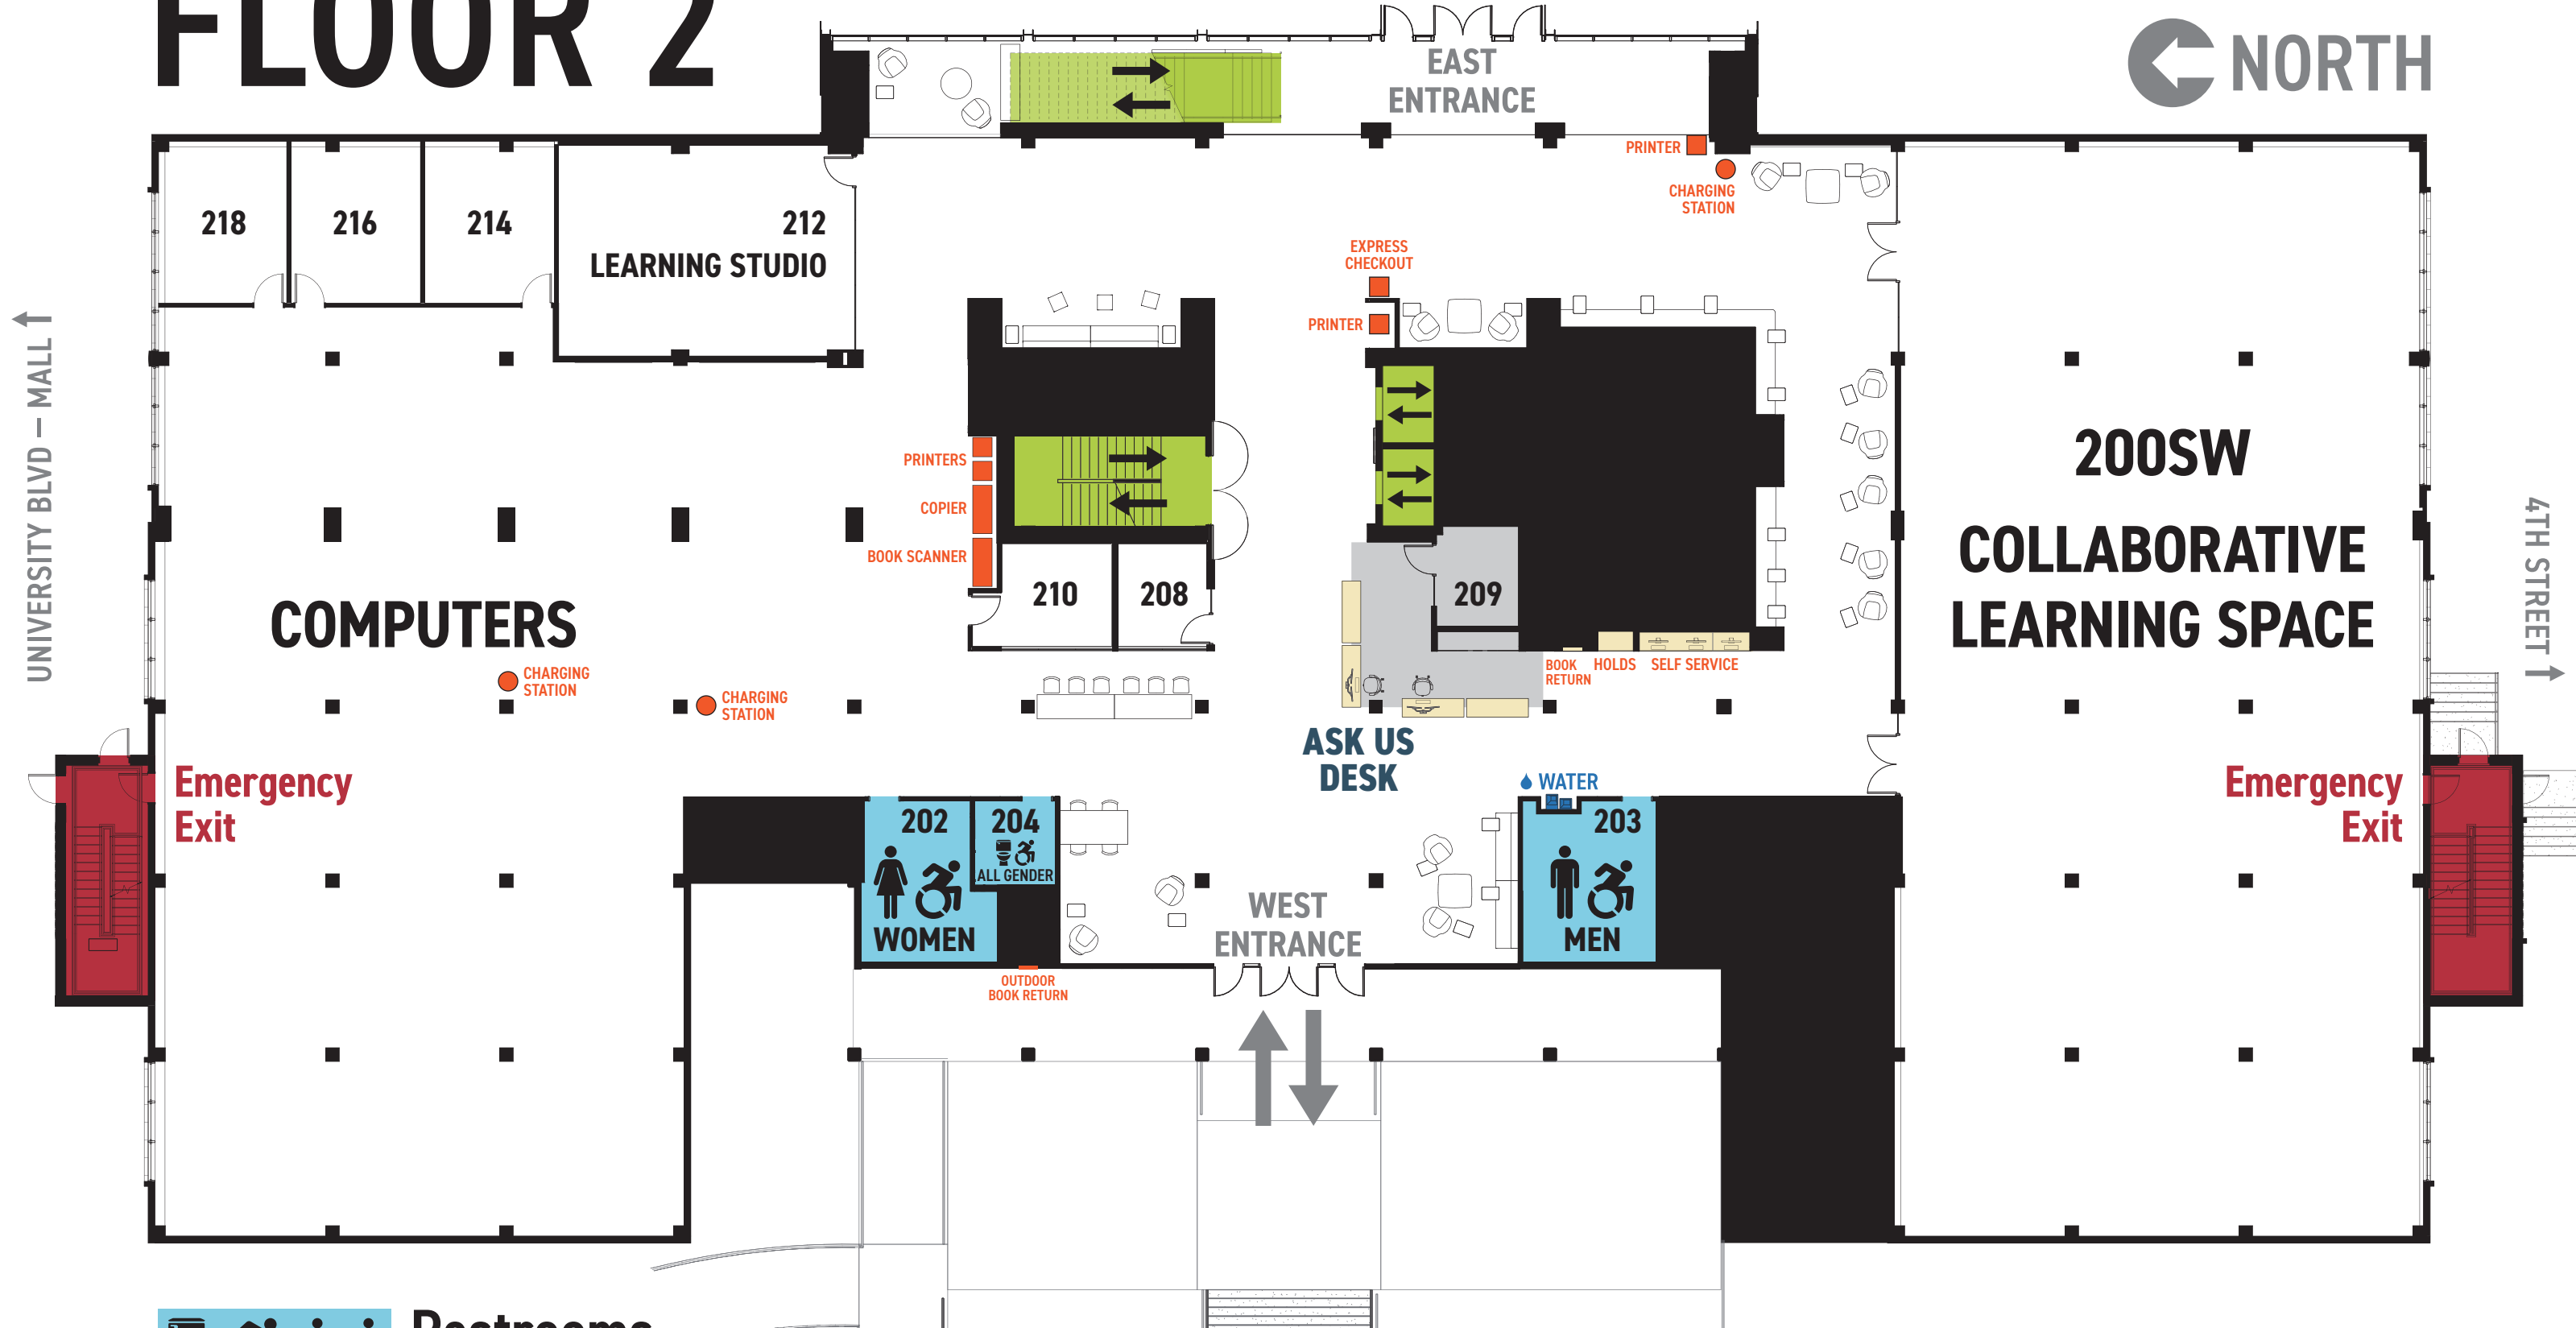 FLOOR 2
NORTH
EAST
ENTRANCE
PRINTER
CHARGING
STATION
218
216
214
212
LEARNING STUDIO
EXPRESS
CHECKOUT
PRINTER
UNIVERSITY BLVD – MALL
PRINTERS
COPIER
BOOK SCANNER
210
208
209
200SW
COLLABORATIVE
LEARNING SPACE
4TH STREET
COMPUTERS
CHARGING
STATION
CHARGING
STATION
BOOK
RETURN
HOLDS
SELF SERVICE
ASK US
DESK
WATER
Emergency
Exit
Emergency
Exit
202
WOMEN
204
ALL GENDER
203
MEN
WEST
ENTRANCE
OUTDOOR
BOOK RETURN
Restrooms